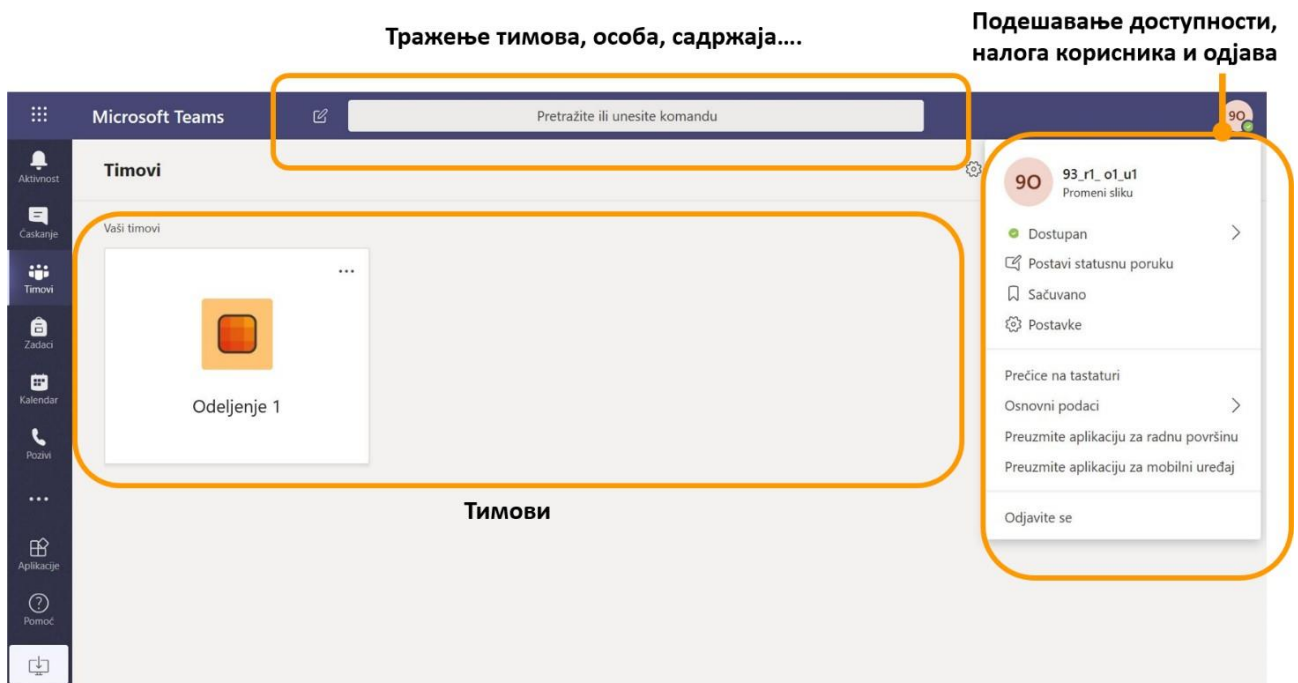 Тражење тимова, особа, садржаја....
Подешавање доступности,
налога корисника и одјава
Microsoft Teams
Pretražite ili unesite komandu
9O
Aktivnost
Ćaskanje
Timovi
Zadaci
Kalendar
Pozivi
Aplikacije
Pomoć
Timovi
Vaši timovi
Odeljenje 1
Тимови
9O
93_r1_ o1_u1
Promeni sliku
Dostupan
Postavi statusnu poruku
Sačuvano
Postavke
Prečice na tastaturi
Osnovni podaci
Preuzmite aplikaciju za radnu površinu
Preuzmite aplikaciju za mobilni uređaj
Odjavite se